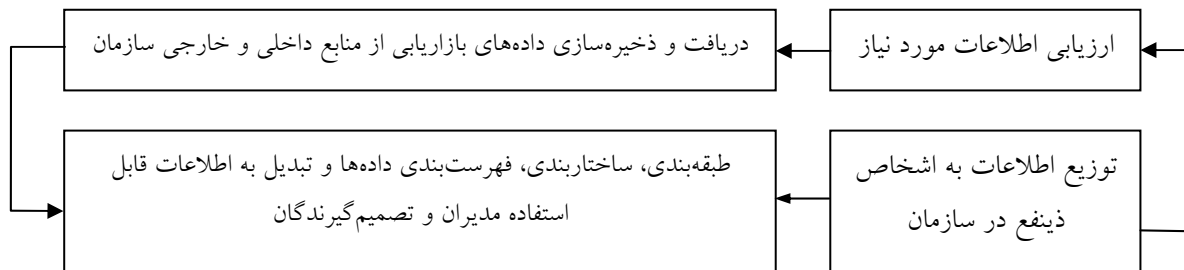 ارزیابی اطلاعات مورد نیاز
دریافت و ذخیره‌سازی داده‌های بازاریابی از منابع داخلی و خارجی سازمان
توزیع اطلاعات به اشخاص
ذینفع در سازمان
طبقه‌بندی، ساختاربندی، فهرست‌بندی داده‌ها و تبدیل به اطلاعات قابل
استفاده مدیران و تصمیم‌گیرندگان